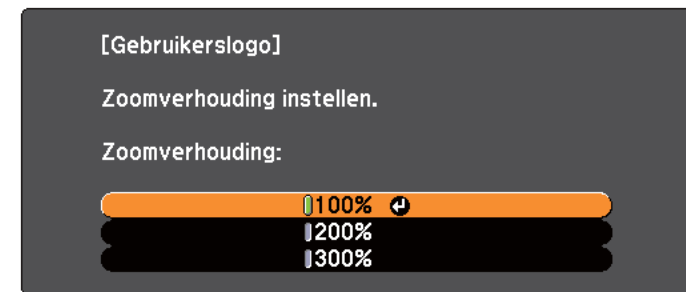 [Gebruikerslogo]
Zoomverhouding instellen.
Zoomverhouding:
100%
200%
300%